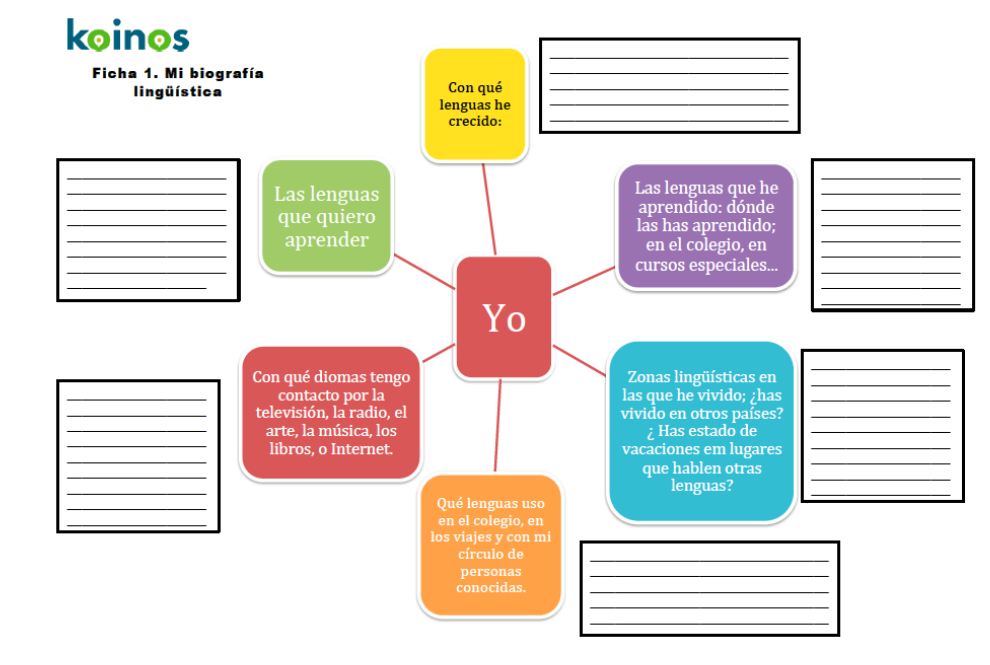 koinos
Ficha 1. Mi biografía
lingüística
Con qué
lenguas he
crecido:
Las lenguas que he
aprendido: dónde
las has aprendido;
en el colegio, en
cursos especiales...
Zonas lingüísticas en
las que he vivido; ¿has
vivido en otros países?
¿ Has estado de
vacaciones em lugares
que hablen otras
lenguas?
Qué lenguas uso
en el colegio, en
los viajes y con mi
círculo de
personas
conocidas.
Con qué diomas tengo
contacto por la
televisión, la radio, el
arte, la música, los
libros, o Internet.
Las lenguas
que quiero
aprender
Yo